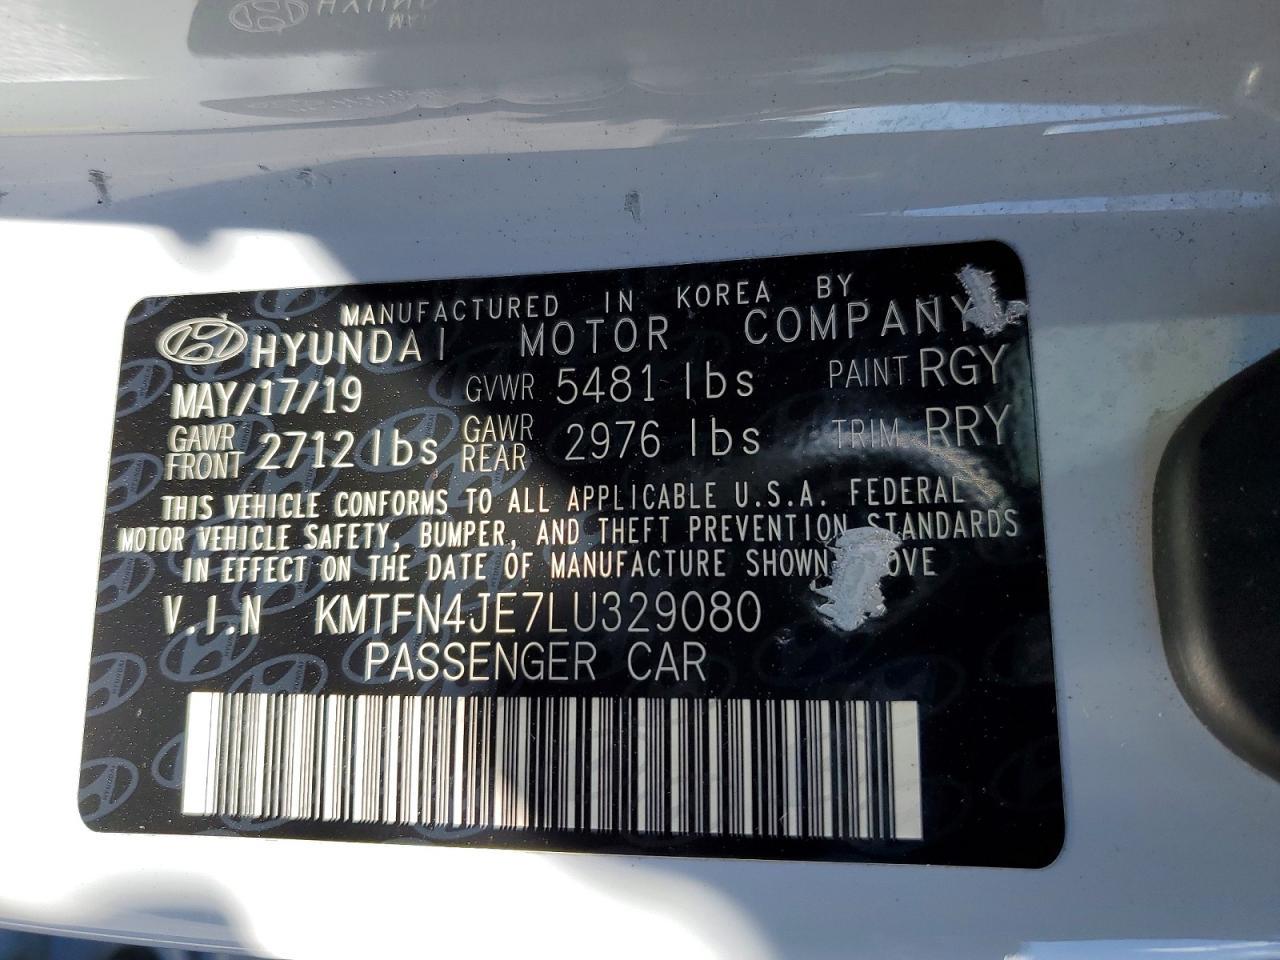 MANUFACTURED IN KOREA BY
HYUNDAI MOTOR COMPANY
MAY/17/19 GVWR 5481 lbs PAINT RGY
GAWR FRONT 2712 lbs GAWR REAR 2976 lbs TRIM RRY
THIS VEHICLE CONFORMS TO ALL APPLICABLE U.S.A. FEDERAL
MOTOR VEHICLE SAFETY, BUMPER, AND THEFT PREVENTION STANDARDS
IN EFFECT ON THE DATE OF MANUFACTURE SHOWN
V.I.N KMTFN4JE7LU329080
PASSENGER CAR